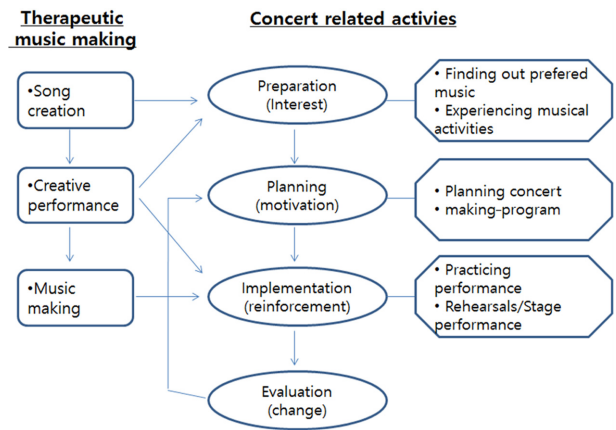 Therapeutic
music making
Concert related activies
•Song
creation
Preparation
(Interest)
• Finding out prefered
music
• Experiencing musical
activities
•Creative
performance
Planning
(motivation)
• Planning concert
• making-program
•Music
making
Implementation
(reinforcement)
• Practicing
performance
• Rehearsals/Stage
performance
Evaluation
(change)